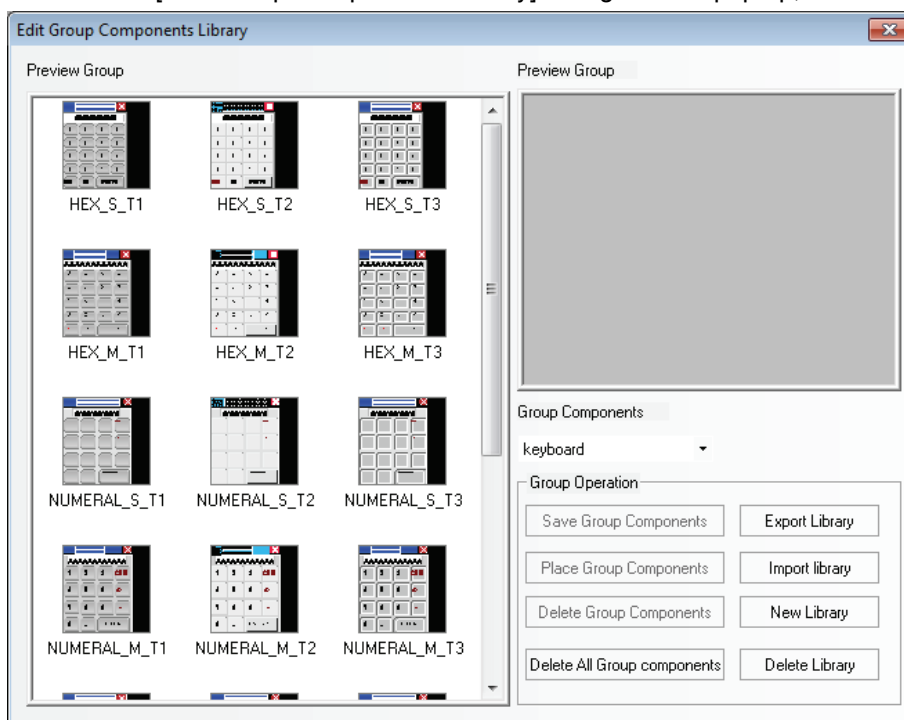 Edit Group Components Library
Preview Group
Preview Group
HEX_S_T1 HEX_S_T2 HEX_S_T3
HEX_M_T1 HEX_M_T2 HEX_M_T3
NUMERAL_S_T1 NUMERAL_S_T2 NUMERAL_S_T3
NUMERAL_M_T1 NUMERAL_M_T2 NUMERAL_M_T3
Group Components
keyboard
Group Operation
Save Group Components Export Library
Place Group Components Import library
Delete Group Components New Library
Delete All Group components Delete Library